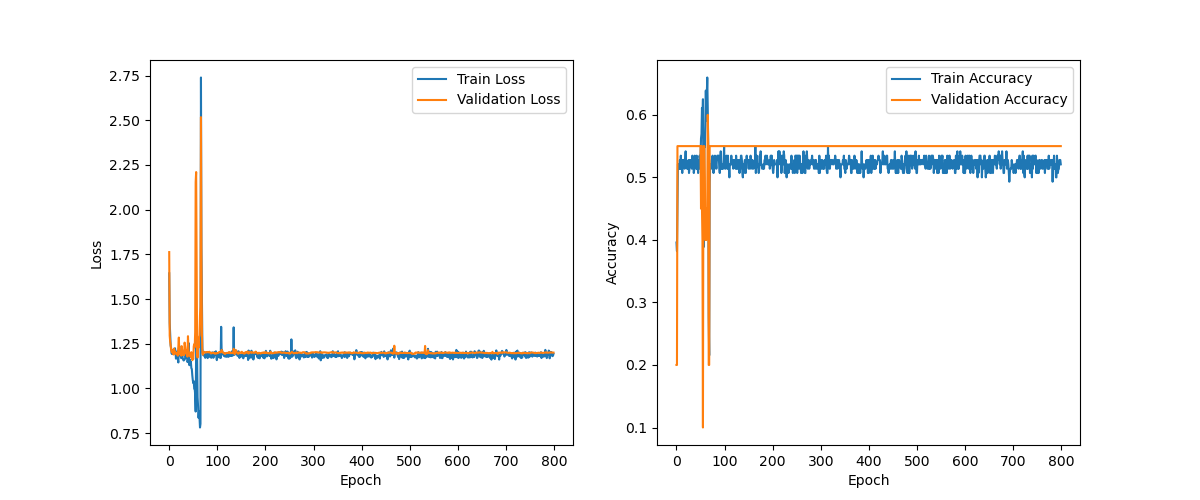 Train Loss
Validation Loss
2.75
2.50
2.25
2.00
1.75
1.50
1.25
1.00
0.75
Loss
0 100 200 300 400 500 600 700 800
Epoch
Train Accuracy
Validation Accuracy
0.6
0.5
0.4
0.3
0.2
0.1
Accuracy
0 100 200 300 400 500 600 700 800
Epoch